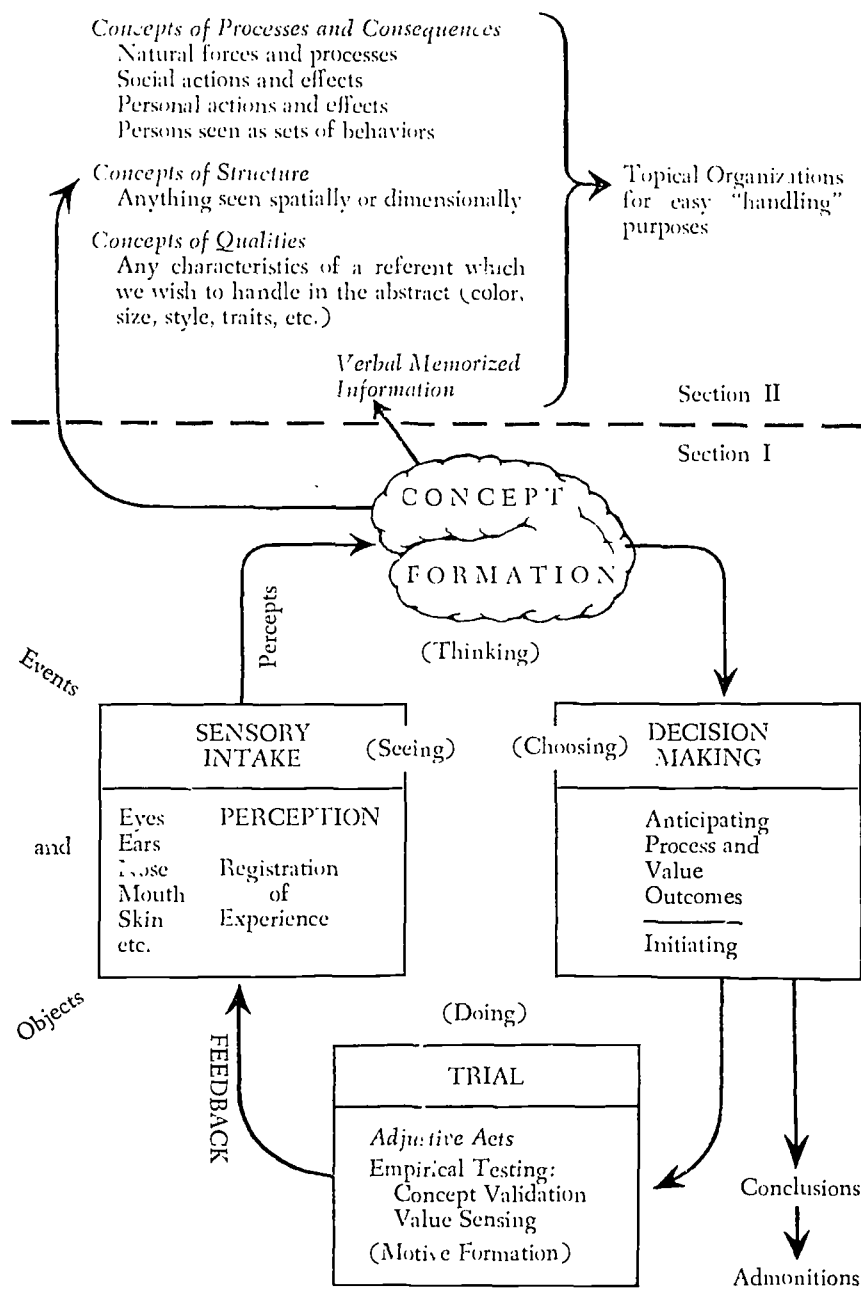 Concepts of Processes and Consequences
Natural forces and processes
Social actions and effects
Personal actions and effects
Persons seen as sets of behaviors
Concepts of Structure
Anything seen spatially or dimensionally
Concepts of Qualities
Any characteristics of a referent which
we wish to handle in the abstract (color,
size, style, traits, etc.)
Verbal Memorized
Information
Topical Organizations
for easy "handling"
purposes
Section II
Section I
CONCEPT
FORMATION
(Thinking)
Percepts
Events
and
Objects
SENSORY
INTAKE
(Seeing)
Eyes
Ears
Nose
Mouth
Skin
etc.
PERCEPTION
Registration
of
Experience
(Choosing)
DECISION
MAKING
Anticipating
Process and
Value
Outcomes
Initiating
FEEDBACK
(Doing)
TRIAL
Adjustive Acts
Empirical Testing:
Concept Validation
Value Sensing
(Motive Formation)
Conclusions
Admonitions